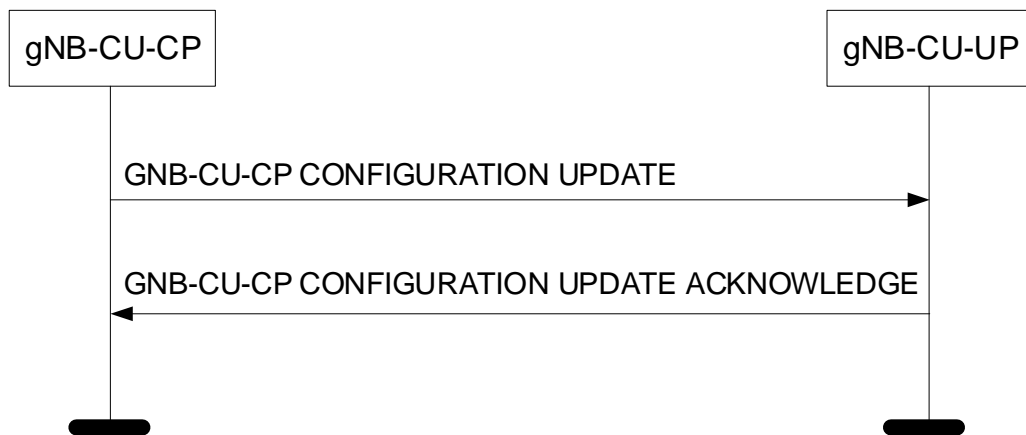 gNB-CU-CP
gNB-CU-UP
GNB-CU-CP CONFIGURATION UPDATE
GNB-CU-CP CONFIGURATION UPDATE ACKNOWLEDGE